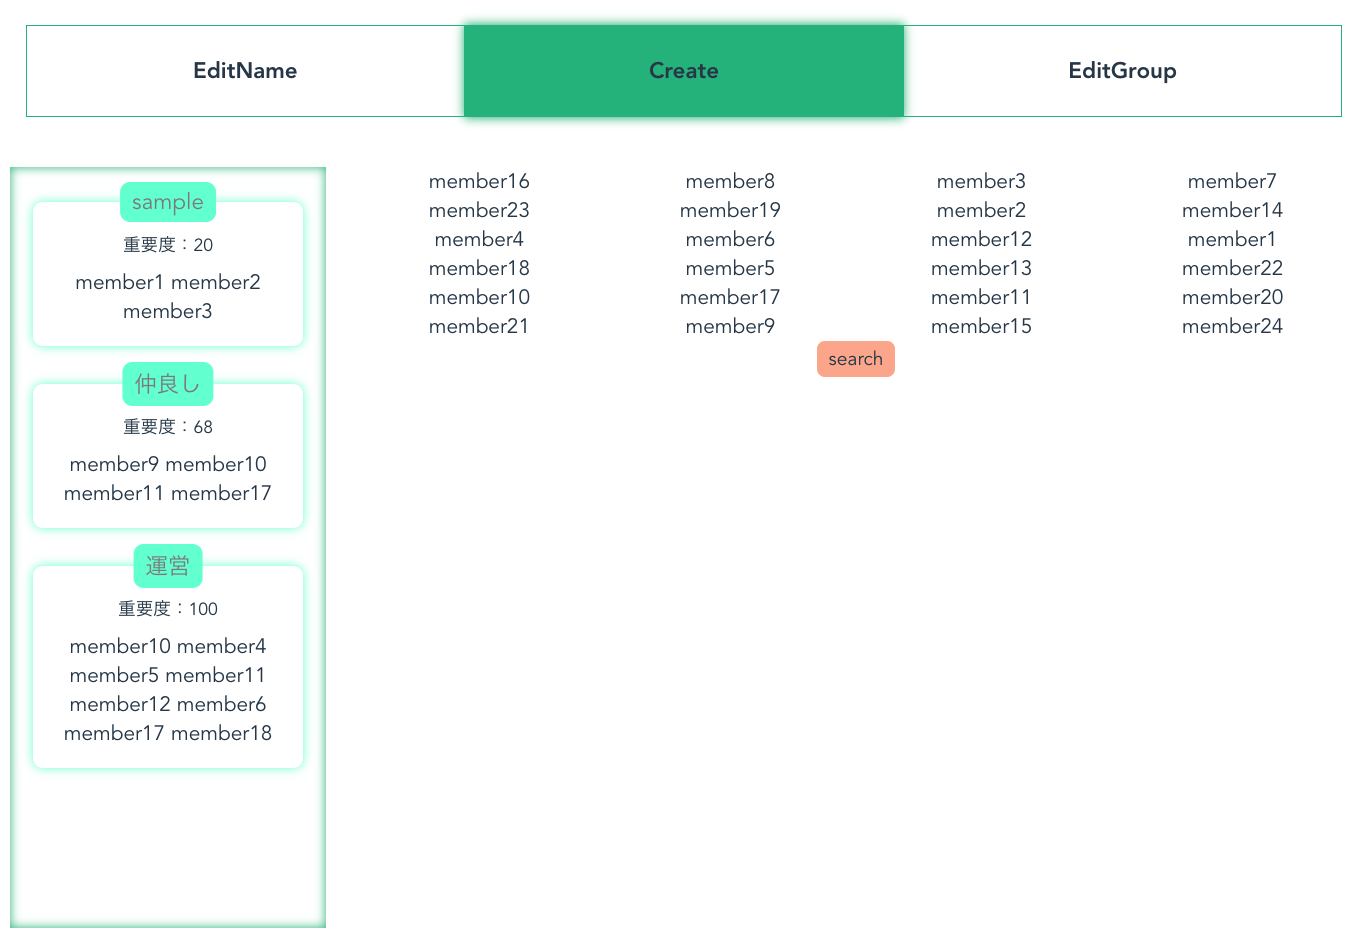 EditName Create EditGroup
sample
重要度：20
member1 member2
member3
仲良し
重要度：68
member9 member10
member11 member17
運営
重要度：100
member10 member4
member5 member11
member12 member6
member17 member18
member16 member8 member3 member7
member23 member19 member2 member14
member4 member6 member12 member1
member18 member5 member13 member22
member10 member17 member11 member20
member21 member9 member15 member24
search